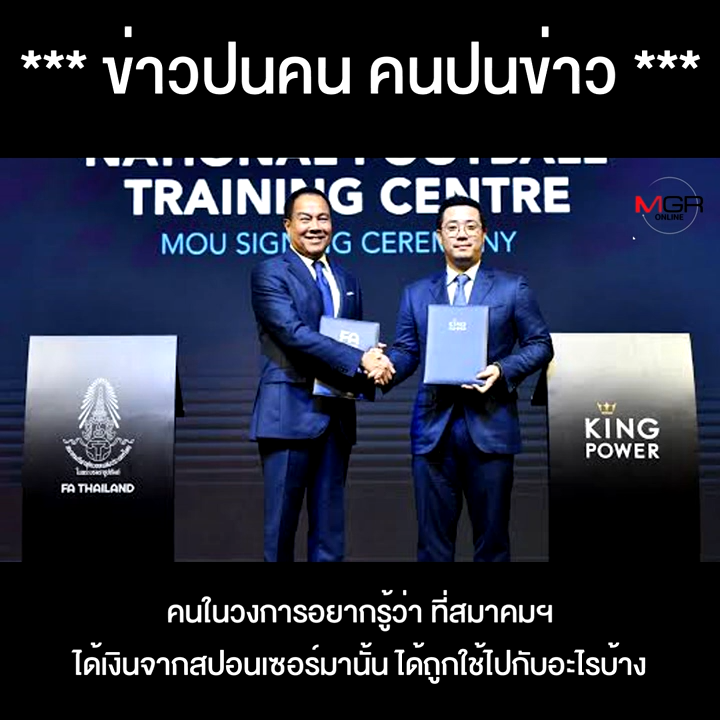 *** ข่าวปนคน คนปนข่าว ***
NATIONAL FOOTBALL
TRAINING CENTRE
MOU SIGNING CEREMONY
MGR
ONLINE
FA
KING
POWER
FA THAILAND
KING
POWER
คนในวงการอยากรู้ว่า ที่สมาคมฯ
ได้เงินจากสปอนเซอร์มานั้น ได้ถูกใช้ไปกับอะไรบ้าง